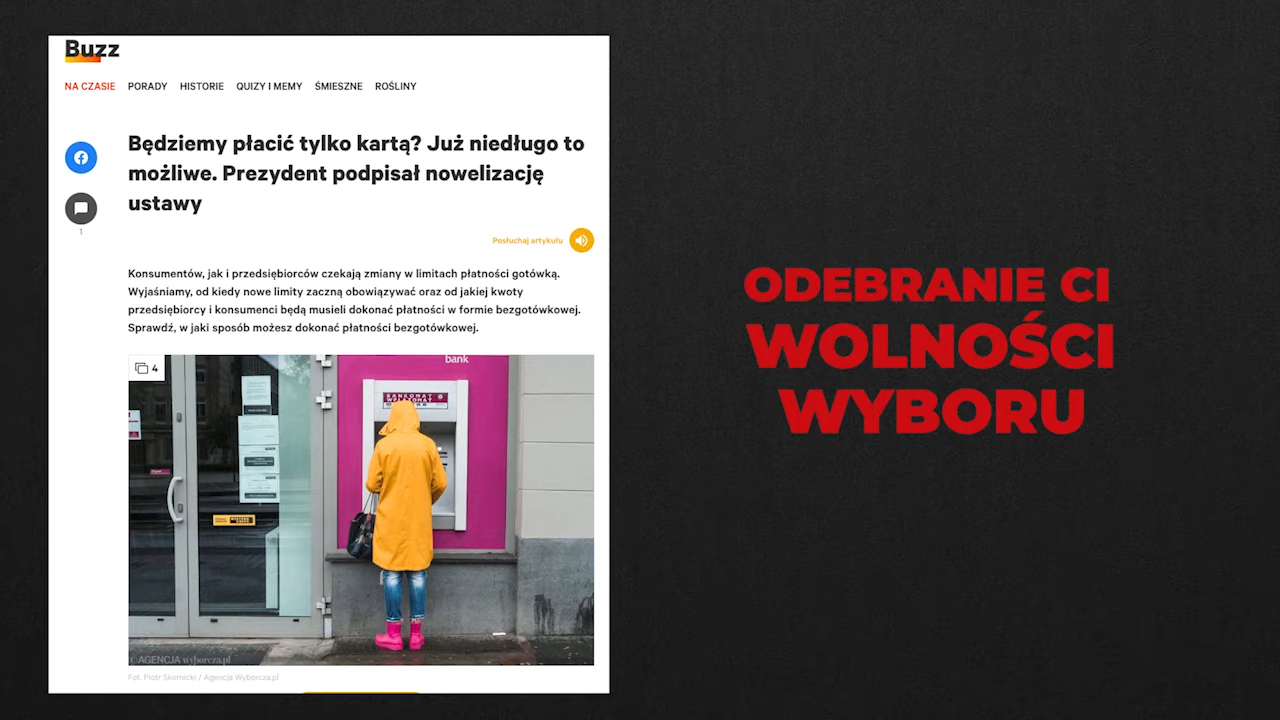 Buzz
NA CZASIE PORADY HISTORIE QUIZY I MEMY ŚMIESZNE ROŚLINY
Będziemy płacić tylko kartą? Już niedługo to
możliwe. Prezydent podpisał nowelizację
ustawy
1
Posłuchaj artykułu
Konsumentów, jak i przedsiębiorców czekają zmiany w limitach płatności gotówką.
Wyjaśniamy, od kiedy nowe limity zaczną obowiązywać oraz od jakiej kwoty
przedsiębiorcy i konsumenci będą musieli dokonać płatności w formie bezgotówkowej.
Sprawdź, w jaki sposób możesz dokonać płatności bezgotówkowej.
4
bank
BANKOMAT
WPŁATOMAT
© AGENCJA wyborcza.pl
Fot. Piotr Skornicki / Agencja Wyborcza.pl
ODEBRANIE CI
WOLNOŚCI
WYBORU